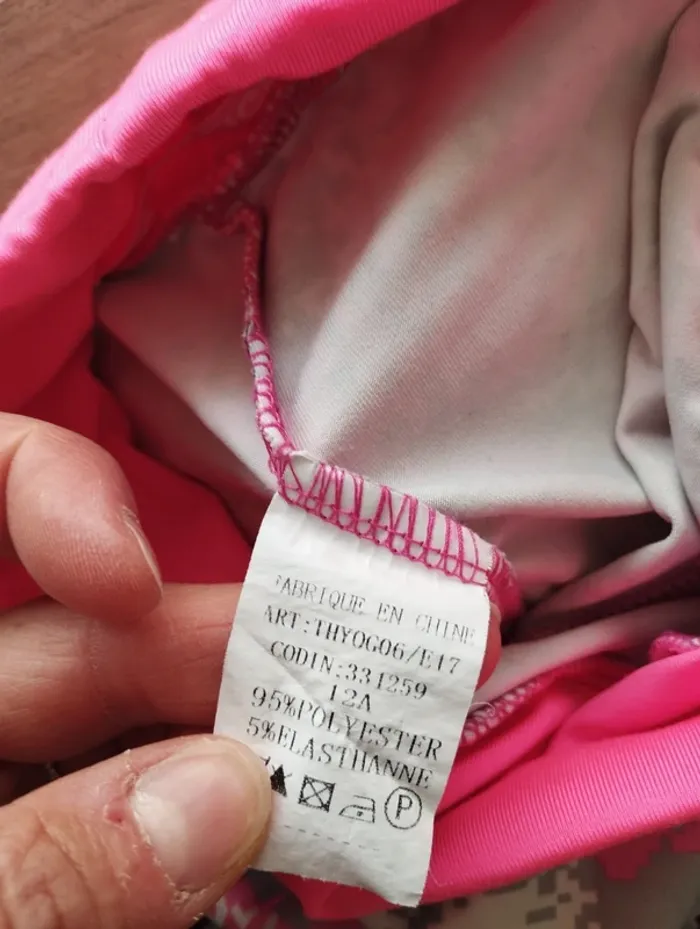 FABRIQUE EN CHINE
ART:THYOG06/E17
CODIN:331259
12A
95%POLYESTER
5%ELASTHANNE
P